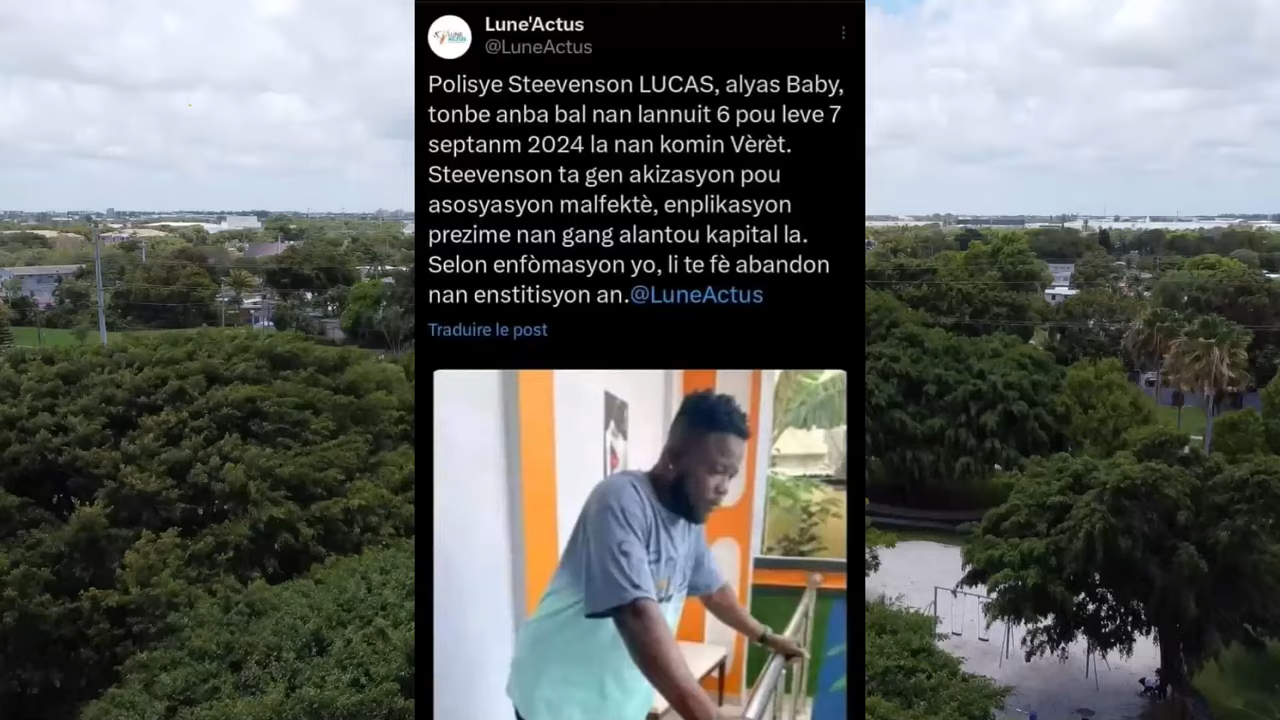 Lune'Actus
@LuneActus
Polisye Steevenson LUCAS, alyas Baby,
tonbe anba bal nan lannuit 6 pou leve 7
septanm 2024 la nan komin Vèrèt.
Steevenson ta gen akizasyon pou
asosyasyon malfektè, enplikasyon
prezime nan gang alantou kapital la.
Selon enfòmasyon yo, li te fè abandon
nan enstitisyon an.@LuneActus
Traduire le post